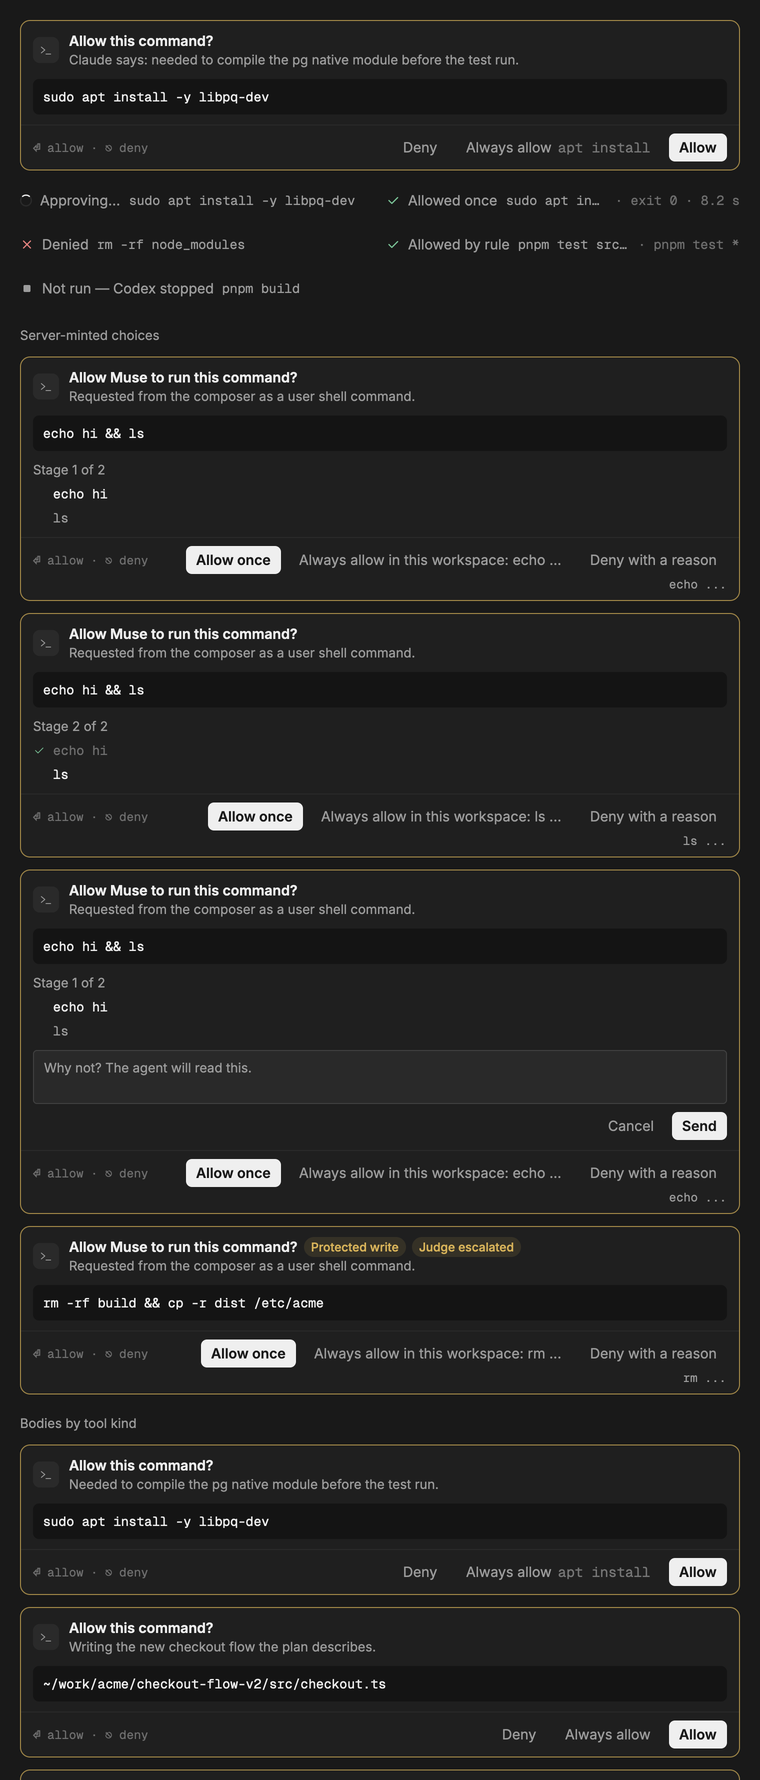 Allow this command?
Claude says: needed to compile the pg native module before the test run.
sudo apt install -y libpq-dev
⏎ allow · ⎋ deny Deny Always allow apt install Allow
Approving... sudo apt install -y libpq-dev
Allowed once sudo apt in… · exit 0 · 8.2 s
Denied rm -rf node_modules
Allowed by rule pnpm test src… · pnpm test *
Not run — Codex stopped pnpm build
Server-minted choices
Allow Muse to run this command?
Requested from the composer as a user shell command.
echo hi && ls
Stage 1 of 2
echo hi
ls
⏎ allow · ⎋ deny Allow once Always allow in this workspace: echo ... Deny with a reason
echo ...
Allow Muse to run this command?
Requested from the composer as a user shell command.
echo hi && ls
Stage 2 of 2
echo hi
ls
⏎ allow · ⎋ deny Allow once Always allow in this workspace: ls ... Deny with a reason
ls ...
Allow Muse to run this command?
Requested from the composer as a user shell command.
echo hi && ls
Stage 1 of 2
echo hi
ls
Why not? The agent will read this.
Cancel Send
⏎ allow · ⎋ deny Allow once Always allow in this workspace: echo ... Deny with a reason
echo ...
Allow Muse to run this command? Protected write Judge escalated
Requested from the composer as a user shell command.
rm -rf build && cp -r dist /etc/acme
⏎ allow · ⎋ deny Allow once Always allow in this workspace: rm ... Deny with a reason
rm ...
Bodies by tool kind
Allow this command?
Needed to compile the pg native module before the test run.
sudo apt install -y libpq-dev
⏎ allow · ⎋ deny Deny Always allow apt install Allow
Allow this command?
Writing the new checkout flow the plan describes.
~/work/acme/checkout-flow-v2/src/checkout.ts
⏎ allow · ⎋ deny Deny Always allow Allow